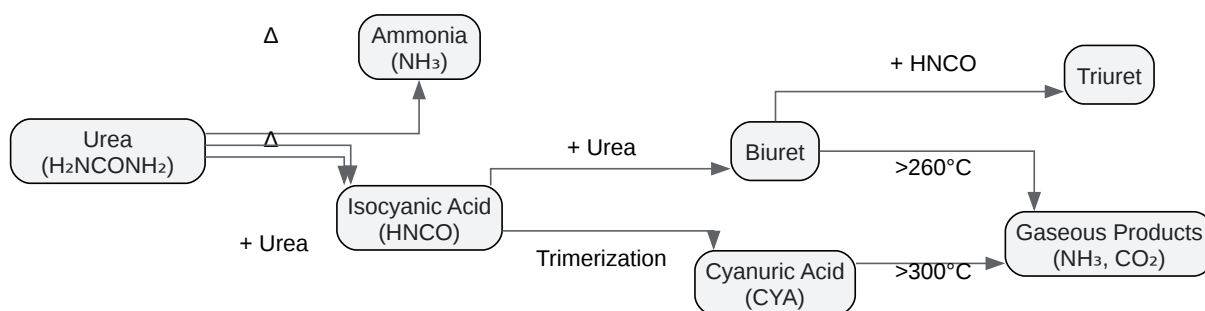 Δ
Ammonia
(NH₃)
+ HNCO
Triuret
Urea
(H₂NCONH₂)
Δ
+ Urea
Biuret
>260°C
Isocyanic Acid
(HNCO)
+ Urea
Trimerization
Cyanuric Acid
(CYA)
>300°C
Gaseous Products
(NH₃, CO₂)